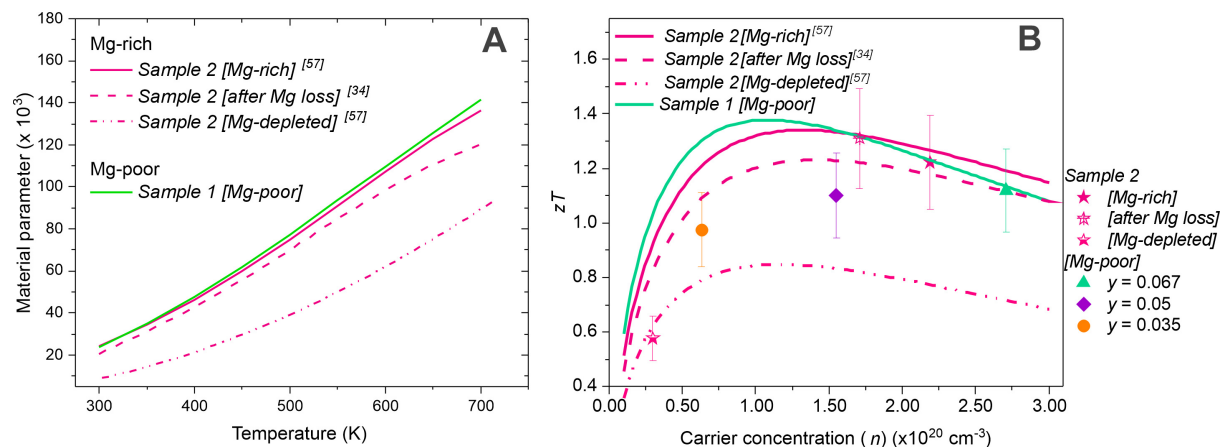 A
Mg-rich
Sample 2 [Mg-rich] [57]
Sample 2 [after Mg loss] [34]
Sample 2 [Mg-depleted] [57]
Mg-poor
Sample 1 [Mg-poor]
Material parameter (x 10³)
180
160
140
120
100
80
60
40
20
300 400 500 600 700
Temperature (K)
B
Sample 2 [Mg-rich][57]
Sample 2 [after Mg loss][34]
Sample 2 [Mg-depleted][57]
Sample 1 [Mg-poor]
zT
1.6
1.4
1.2
1.0
0.8
0.6
0.4
0.00 0.50 1.00 1.50 2.00 2.50 3.00
Carrier concentration ( n) (x10²⁰ cm⁻³)
Sample 2
[Mg-rich]
[after Mg loss]
[Mg-depleted]
[Mg-poor]
y = 0.067
y = 0.05
y = 0.035